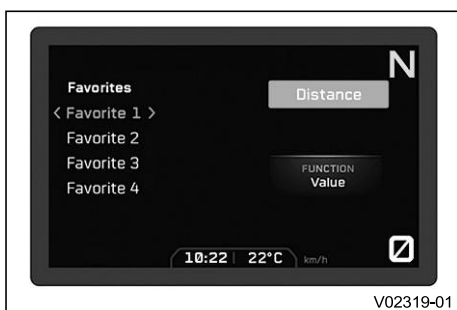 N
Favorites
Distance
< Favorite 1 >
Favorite 2
Favorite 3
Favorite 4
FUNCTION
Value
10:22 22°C km/h
0
V02319-01